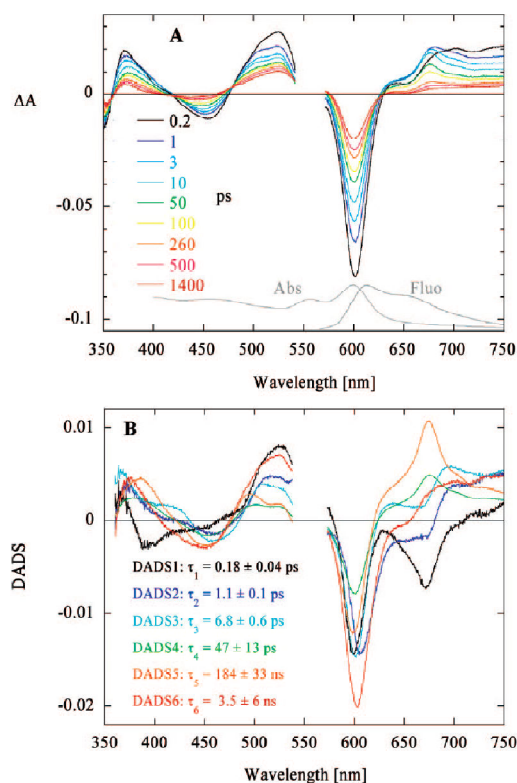 A
ΔA
0
-0.05
-0.1
0.2
1
3
10
50
100
260
500
1400
ps
Abs
Fluo
350 400 450 500 550 600 650 700 750
Wavelength [nm]
B
DADS
0.01
0
-0.01
-0.02
DADS1: τ1 = 0.18 ± 0.04 ps
DADS2: τ2 = 1.1 ± 0.1 ps
DADS3: τ3 = 6.8 ± 0.6 ps
DADS4: τ4 = 47 ± 13 ps
DADS5: τ5 = 184 ± 33 ns
DADS6: τ6 = 3.5 ± 6 ns
350 400 450 500 550 600 650 700 750
Wavelength [nm]